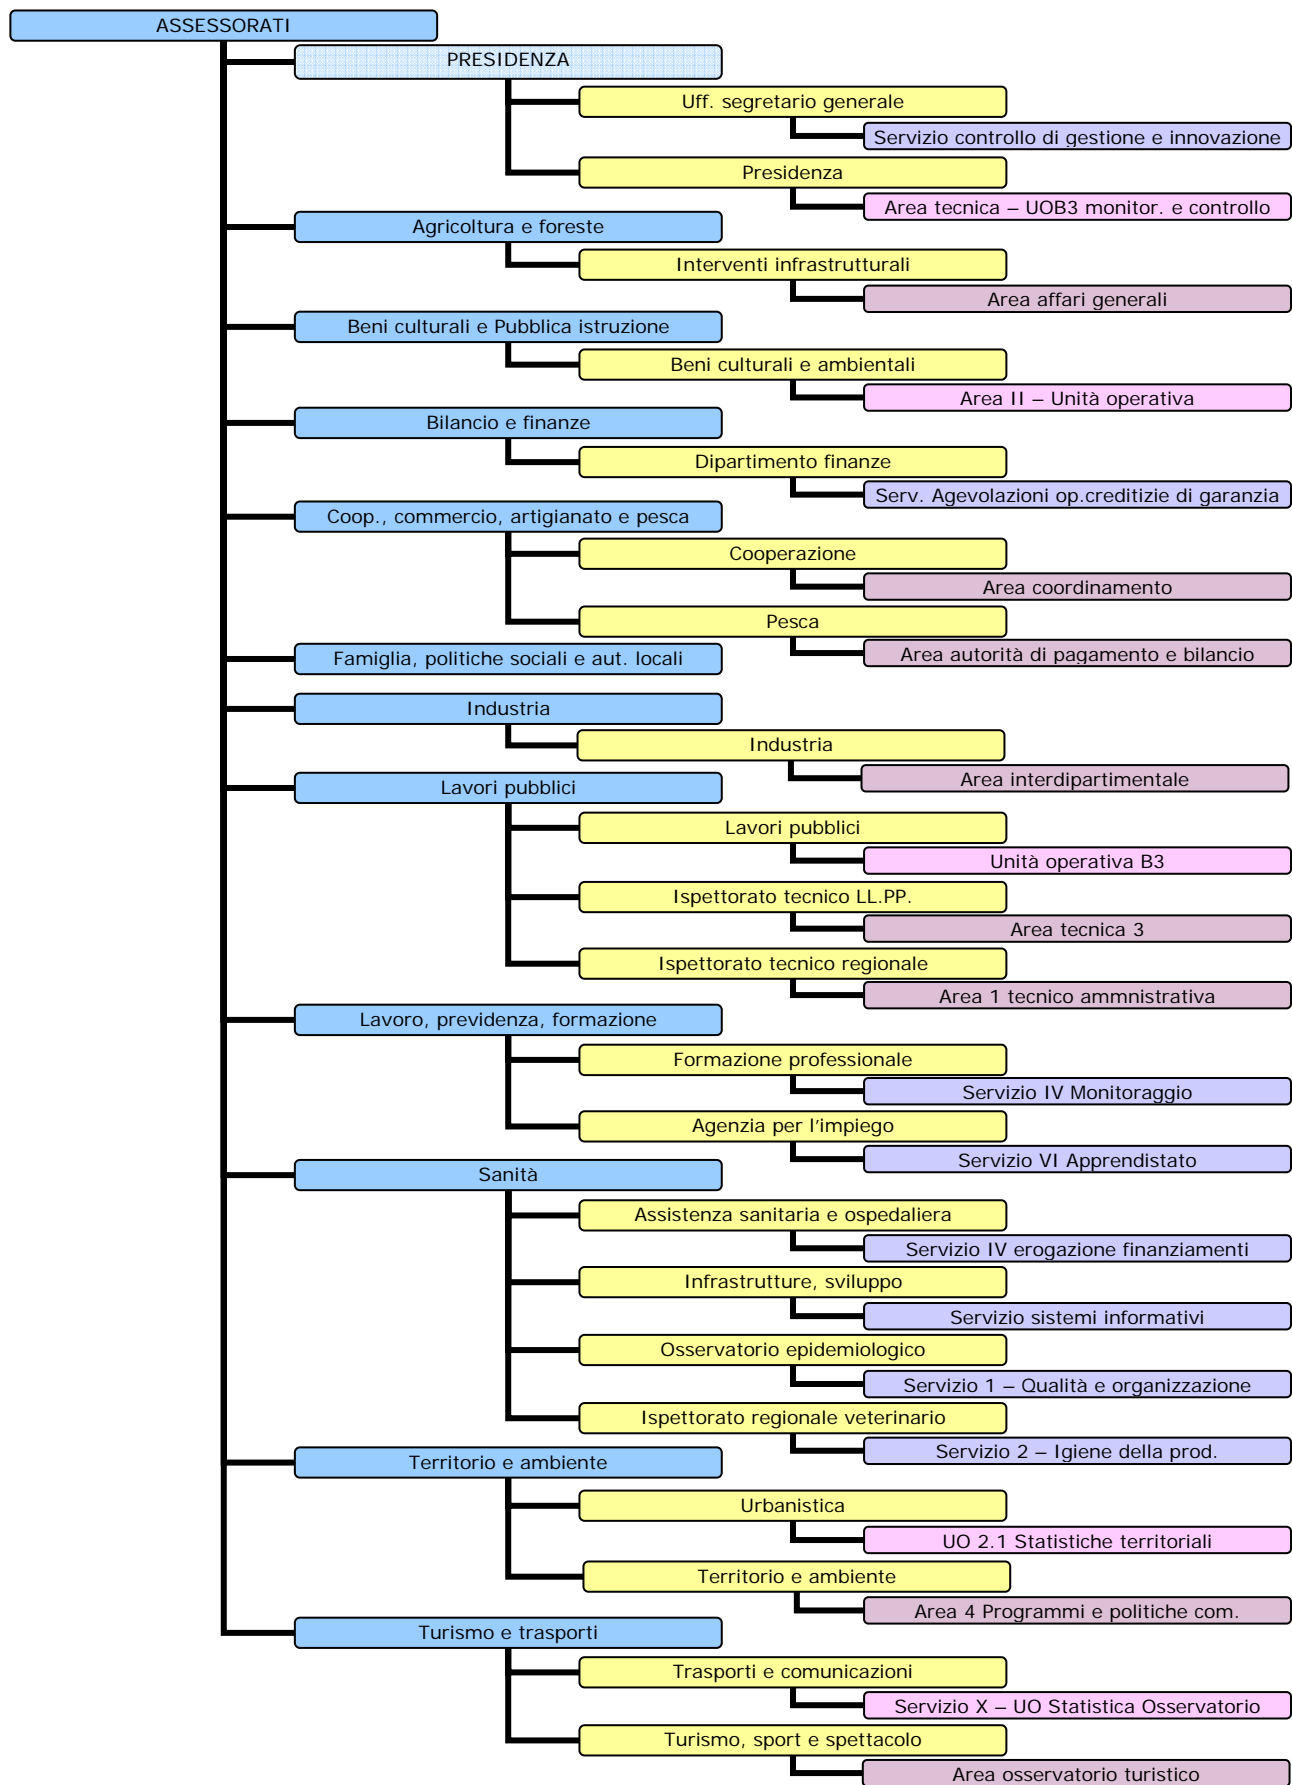 ASSESSORATI
PRESIDENZA
Uff. segretario generale
Servizio controllo di gestione e innovazione
Presidenza
Area tecnica – UOB3 monitor. e controllo
Agricoltura e foreste
Interventi infrastrutturali
Area affari generali
Beni culturali e Pubblica istruzione
Beni culturali e ambientali
Area II – Unità operativa
Bilancio e finanze
Dipartimento finanze
Serv. Agevolazioni op.creditizie di garanzia
Coop., commercio, artigianato e pesca
Cooperazione
Area coordinamento
Pesca
Area autorità di pagamento e bilancio
Famiglia, politiche sociali e aut. locali
Industria
Industria
Area interdipartimentale
Lavori pubblici
Lavori pubblici
Unità operativa B3
Ispettorato tecnico LL.PP.
Area tecnica 3
Ispettorato tecnico regionale
Area 1 tecnico ammnistrativa
Lavoro, previdenza, formazione
Formazione professionale
Servizio IV Monitoraggio
Agenzia per l'impiego
Servizio VI Apprendistato
Sanità
Assistenza sanitaria e ospedaliera
Servizio IV erogazione finanziamenti
Infrastrutture, sviluppo
Servizio sistemi informativi
Osservatorio epidemiologico
Servizio 1 – Qualità e organizzazione
Ispettorato regionale veterinario
Servizio 2 – Igiene della prod.
Territorio e ambiente
Urbanistica
UO 2.1 Statistiche territoriali
Territorio e ambiente
Area 4 Programmi e politiche com.
Turismo e trasporti
Trasporti e comunicazioni
Servizio X – UO Statistica Osservatorio
Turismo, sport e spettacolo
Area osservatorio turistico